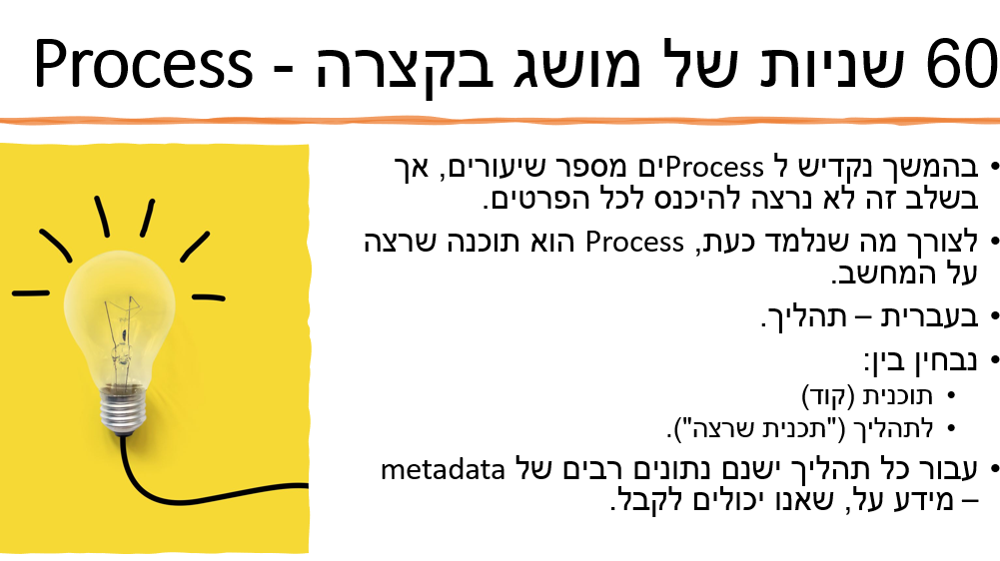 60 שניות של מושג בקצרה - Process
• בהמשך נקדיש ל Processים מספר שיעורים, אך
בשלב זה לא נרצה להיכנס לכל הפרטים.
• לצורך מה שנלמד כעת, Process הוא תוכנה שרצה
על המחשב.
• בעברית – תהליך.
• נבחין בין:
• תוכנית (קוד)
• לתהליך ("תכנית שרצה").
• עבור כל תהליך ישנם נתונים רבים של metadata
– מידע על, שאנו יכולים לקבל.